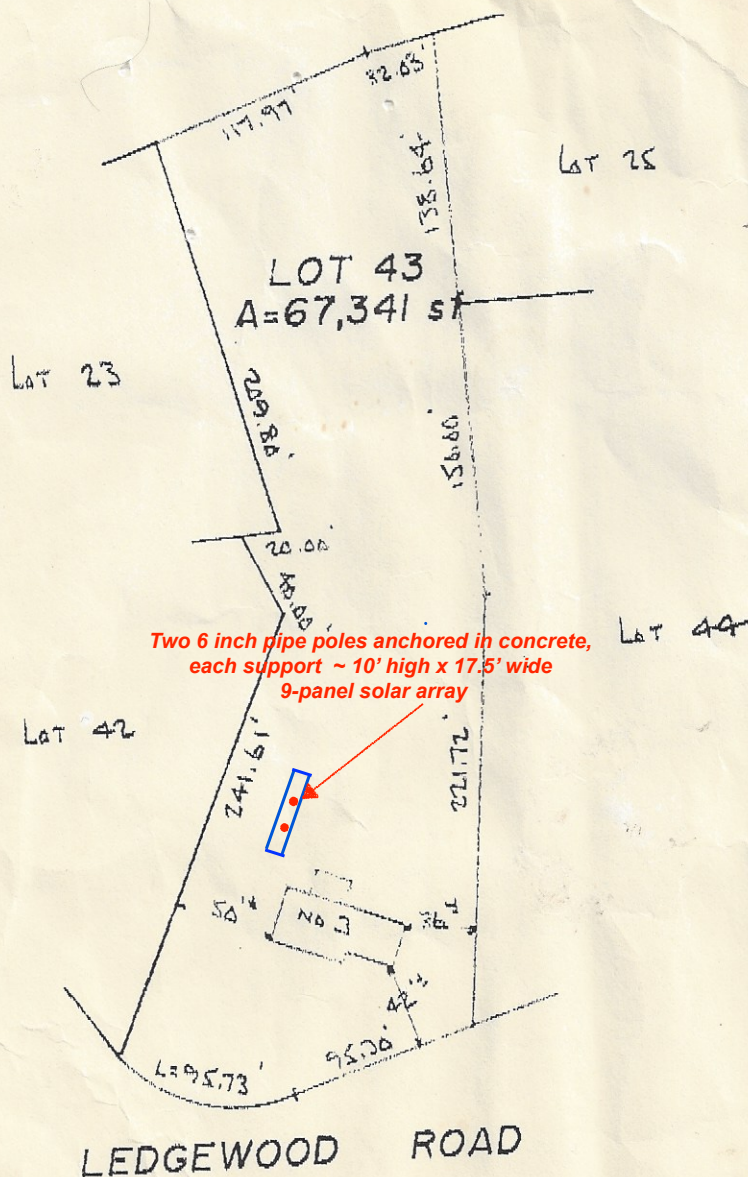 32.03'
117.97'
138.64'
LOT 25
LOT 43
A=67,341 sf
LOT 23
209.80'
156.00'
20.00'
40.00'
Two 6 inch pipe poles anchored in concrete,
each support ~ 10' high x 17.5' wide
9-panel solar array
LOT 44
LOT 42
241.61'
221.72'
50'±
NO 3
36'±
42'±
95.30'
L=95.73'
LEDGEWOOD ROAD